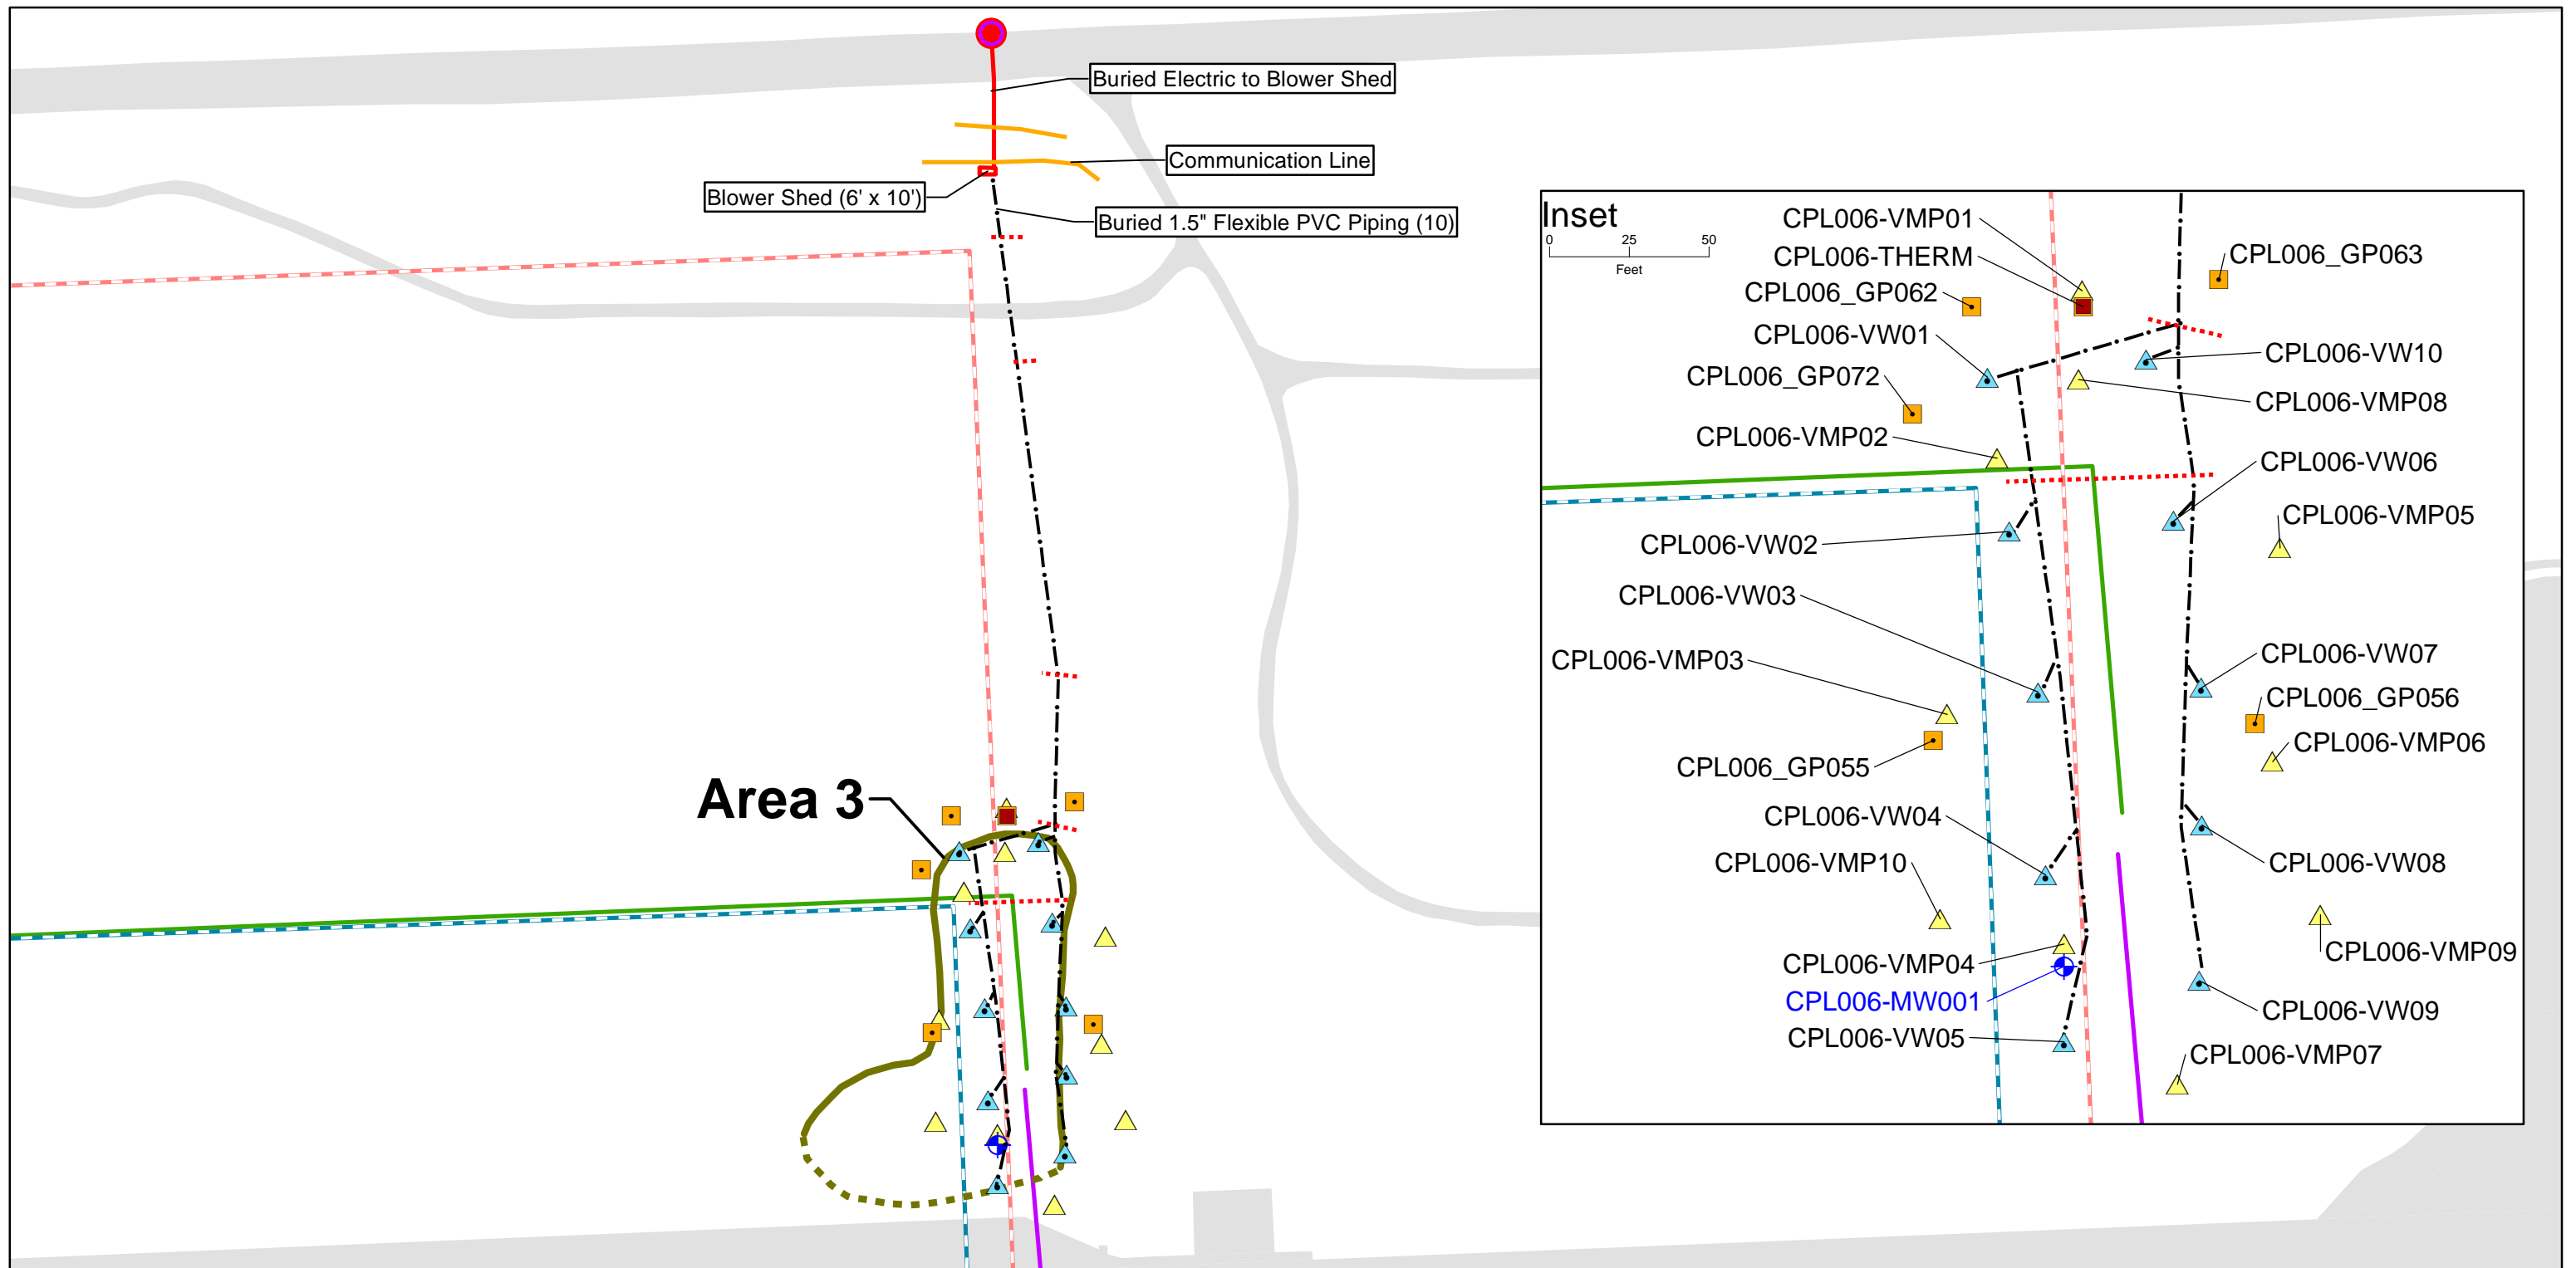 Buried Electric to Blower Shed
Communication Line
Blower Shed (6' x 10')
Buried 1.5" Flexible PVC Piping (10)
Area 3
Inset
0 25 50
Feet
CPL006-VMP01
CPL006-THERM
CPL006_GP063
CPL006_GP062
CPL006-VW01
CPL006-VW10
CPL006_GP072
CPL006-VMP08
CPL006-VMP02
CPL006-VW06
CPL006-VMP05
CPL006-VW02
CPL006-VW03
CPL006-VMP03
CPL006-VW07
CPL006_GP056
CPL006-VMP06
CPL006_GP055
CPL006-VW04
CPL006-VMP10
CPL006-VW08
CPL006-VMP09
CPL006-VMP04
CPL006-MW001
CPL006-VW09
CPL006-VW05
CPL006-VMP07